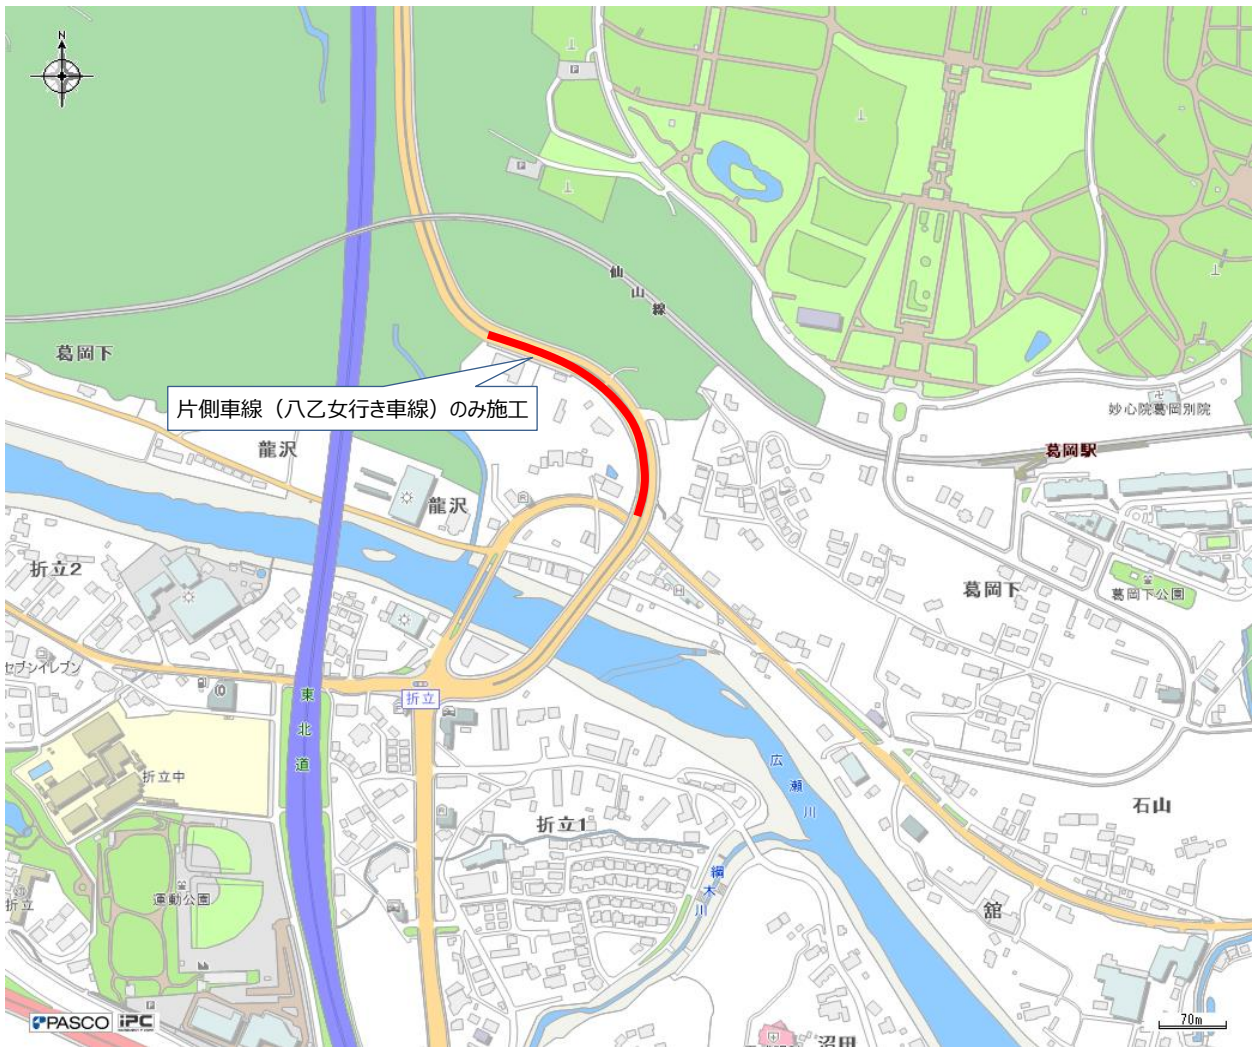 N
P
P
仙山線
葛岡下
片側車線（八乙女行き車線）のみ施工
妙心院葛岡別院
葛岡駅
龍沢
龍沢
折立2
葛岡下
葛岡下公園
セブンイレブン
折立
東北道
広瀬川
折立中
石山
折立1
綱木川
運動公園
折立
舘
P
沼田
PASCO iPC
70m